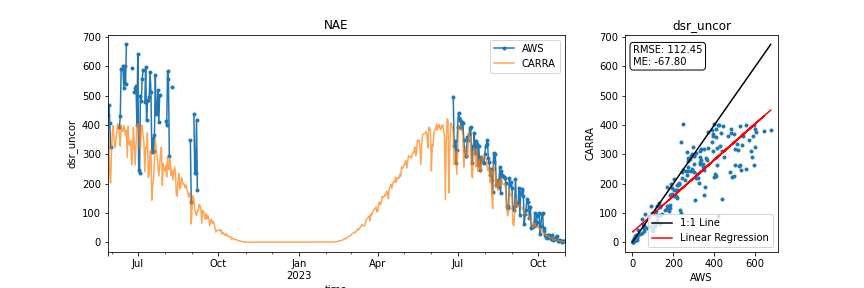 NAE
dsr_uncor
700
600
500
400
300
200
100
0
dsr_uncor
AWS
CARRA
Jul
Oct
Jan
2023
Apr
Jul
Oct
time
dsr_uncor
700
600
500
400
300
200
100
0
CARRA
RMSE: 112.45
ME: -67.80
1:1 Line
Linear Regression
0
200
400
600
AWS